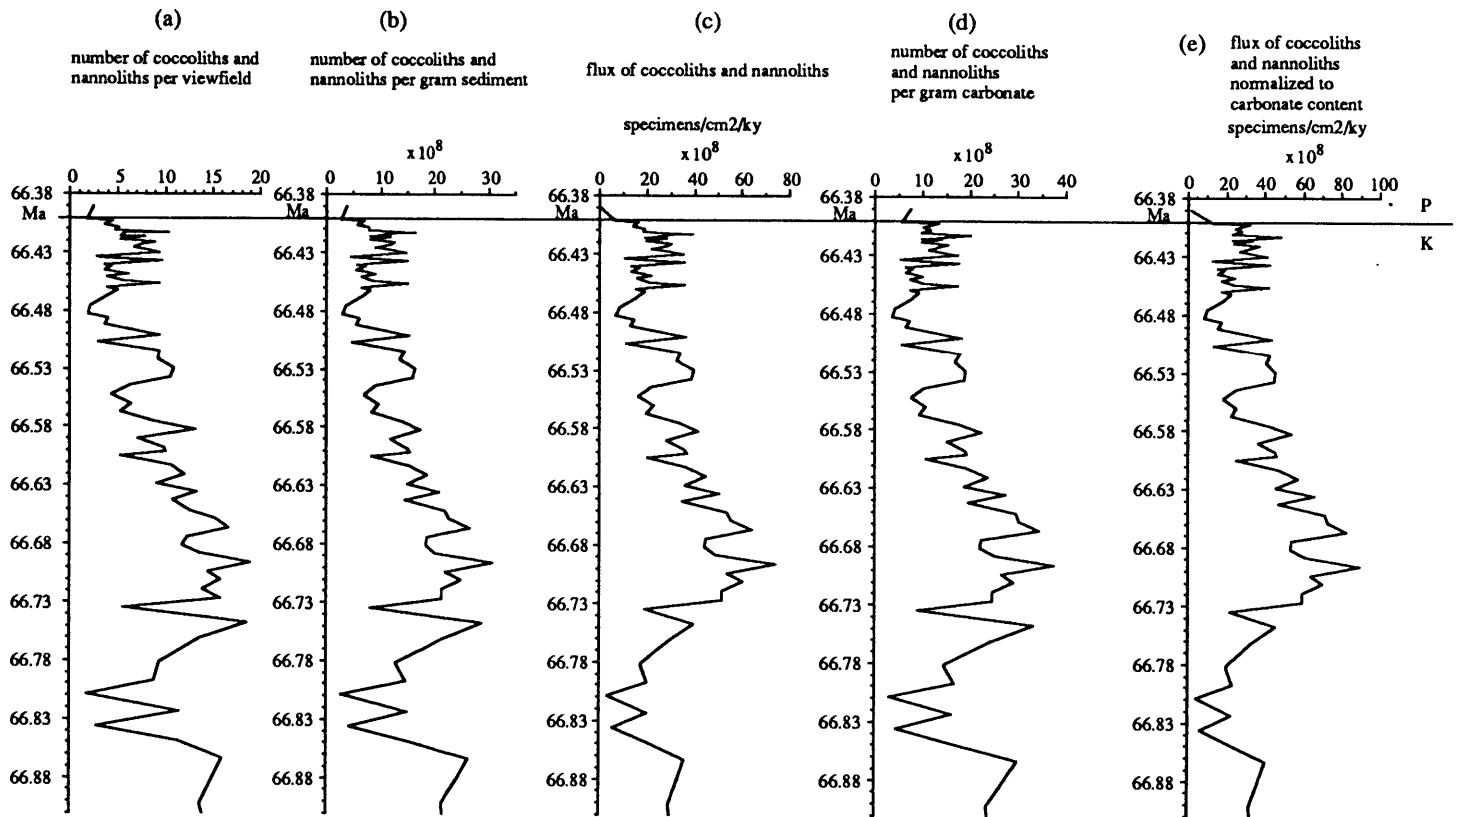 (a)
number of coccoliths and
nannoliths per viewfield
0 5 10 15 20
66.38
Ma
66.43
66.48
66.53
66.58
66.63
66.68
66.73
66.78
66.83
66.88
(b)
number of coccoliths and
nannoliths per gram sediment
x10⁸
0 10 20 30
66.38
Ma
66.43
66.48
66.53
66.58
66.63
66.68
66.73
66.78
66.83
66.88
(c)
flux of coccoliths and nannoliths
specimens/cm2/ky
x10⁸
0 20 40 60 80
66.38
Ma
66.43
66.48
66.53
66.58
66.63
66.68
66.73
66.78
66.83
66.88
(d)
number of coccoliths
and nannoliths
per gram carbonate
x10⁸
0 10 20 30 40
66.38
Ma
66.43
66.48
66.53
66.58
66.63
66.68
66.73
66.78
66.83
66.88
(e)
flux of coccoliths
and nannoliths
normalized to
carbonate content
specimens/cm2/ky
x10⁸
0 20 40 60 80 100
66.38
Ma
66.43
66.48
66.53
66.58
66.63
66.68
66.73
66.78
66.83
66.88
P
K